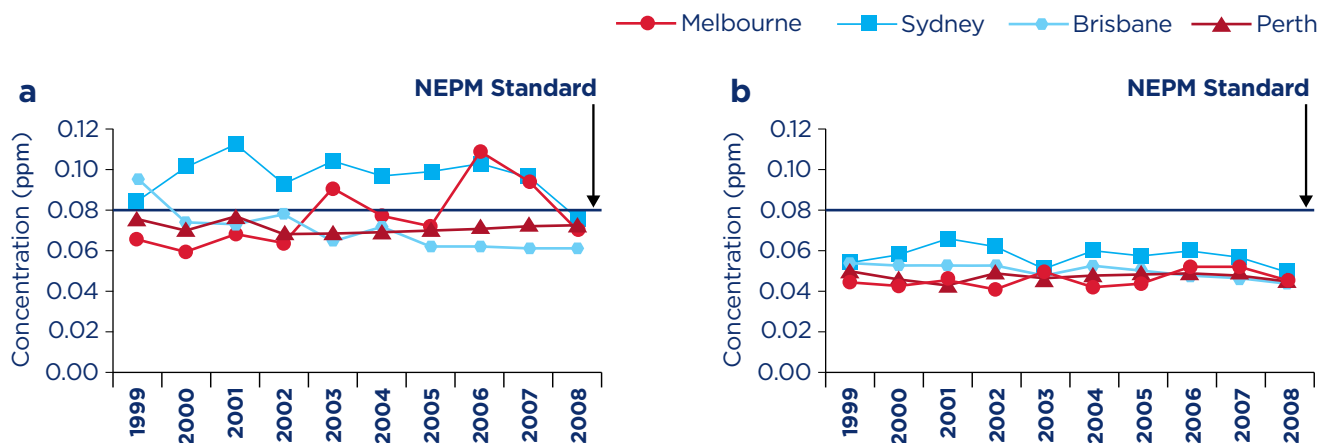 Melbourne Sydney Brisbane Perth
a
NEPM Standard
Concentration (ppm)
0.12
0.10
0.08
0.06
0.04
0.02
0.00
1999 2000 2001 2002 2003 2004 2005 2006 2007 2008
b
NEPM Standard
Concentration (ppm)
0.12
0.10
0.08
0.06
0.04
0.02
0.00
1999 2000 2001 2002 2003 2004 2005 2006 2007 2008